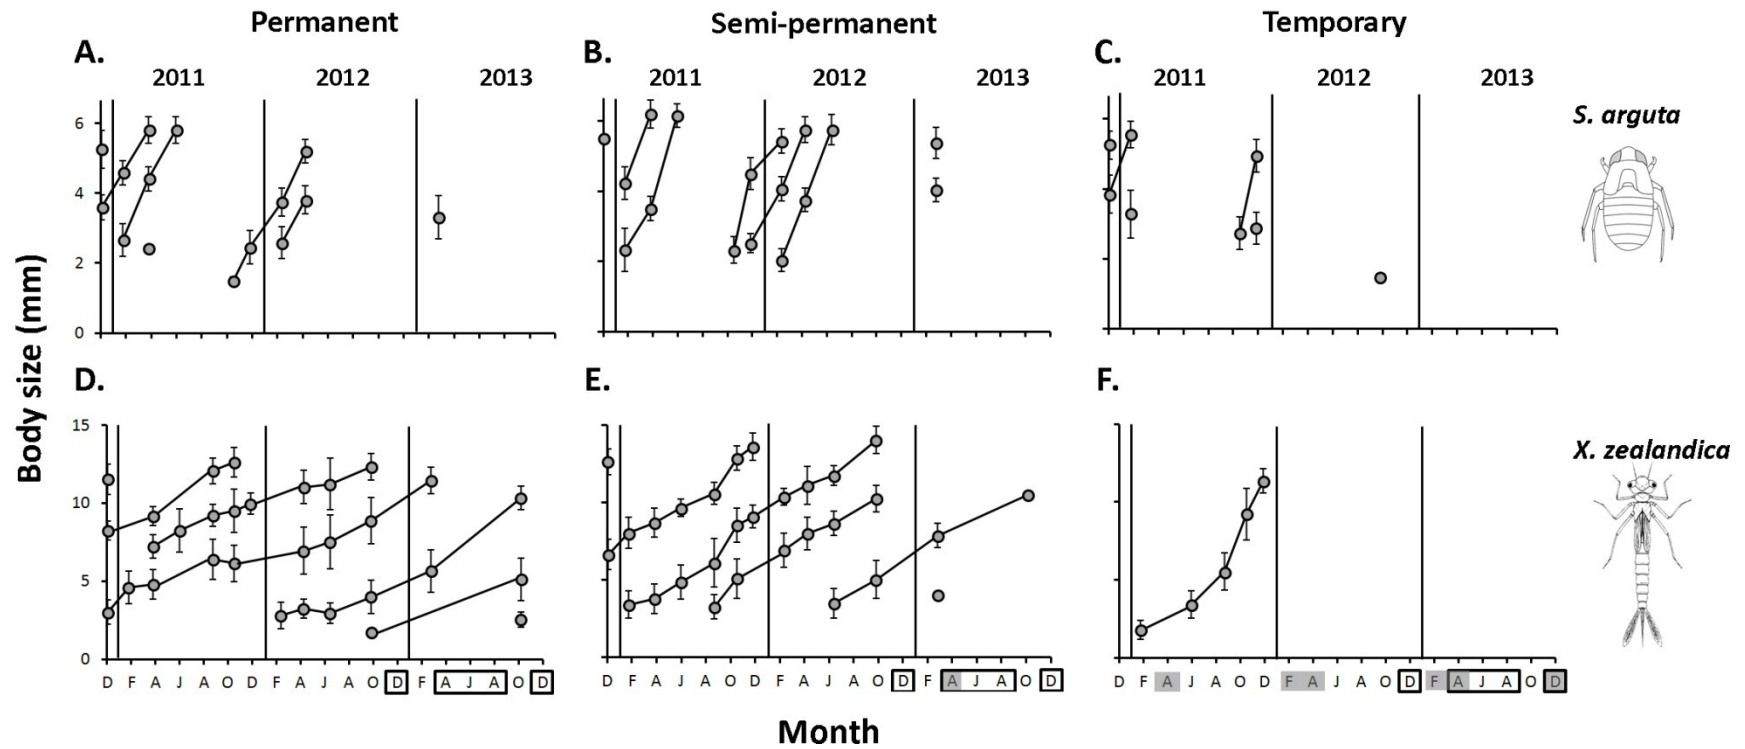 Permanent Semi-permanent Temporary
A. B. C.
2011 2012 2013 2011 2012 2013 2011 2012 2013
S. arguta
6
4
2
0
Body size (mm)
D. E. F.
X. zealandica
15
10
5
0
D F A J A O D F A J A O D F A J A O D D F A J A O D F A J A O D F A J A O D D F A J A O D F A J A O D F A J A O D
Month